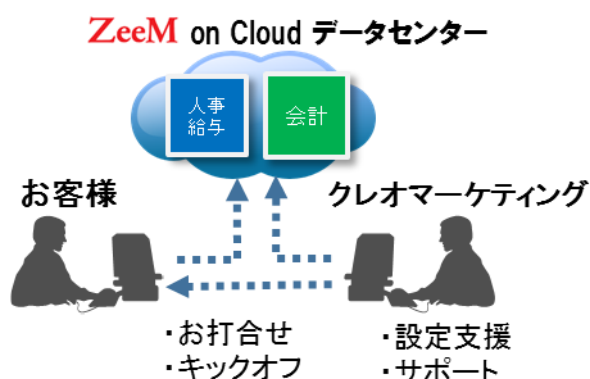 ZeeM on Cloud データセンター
人事
給与
会計
お客様
クレオマーケティング
・お打合せ
・キックオフ
・設定支援
・サポート